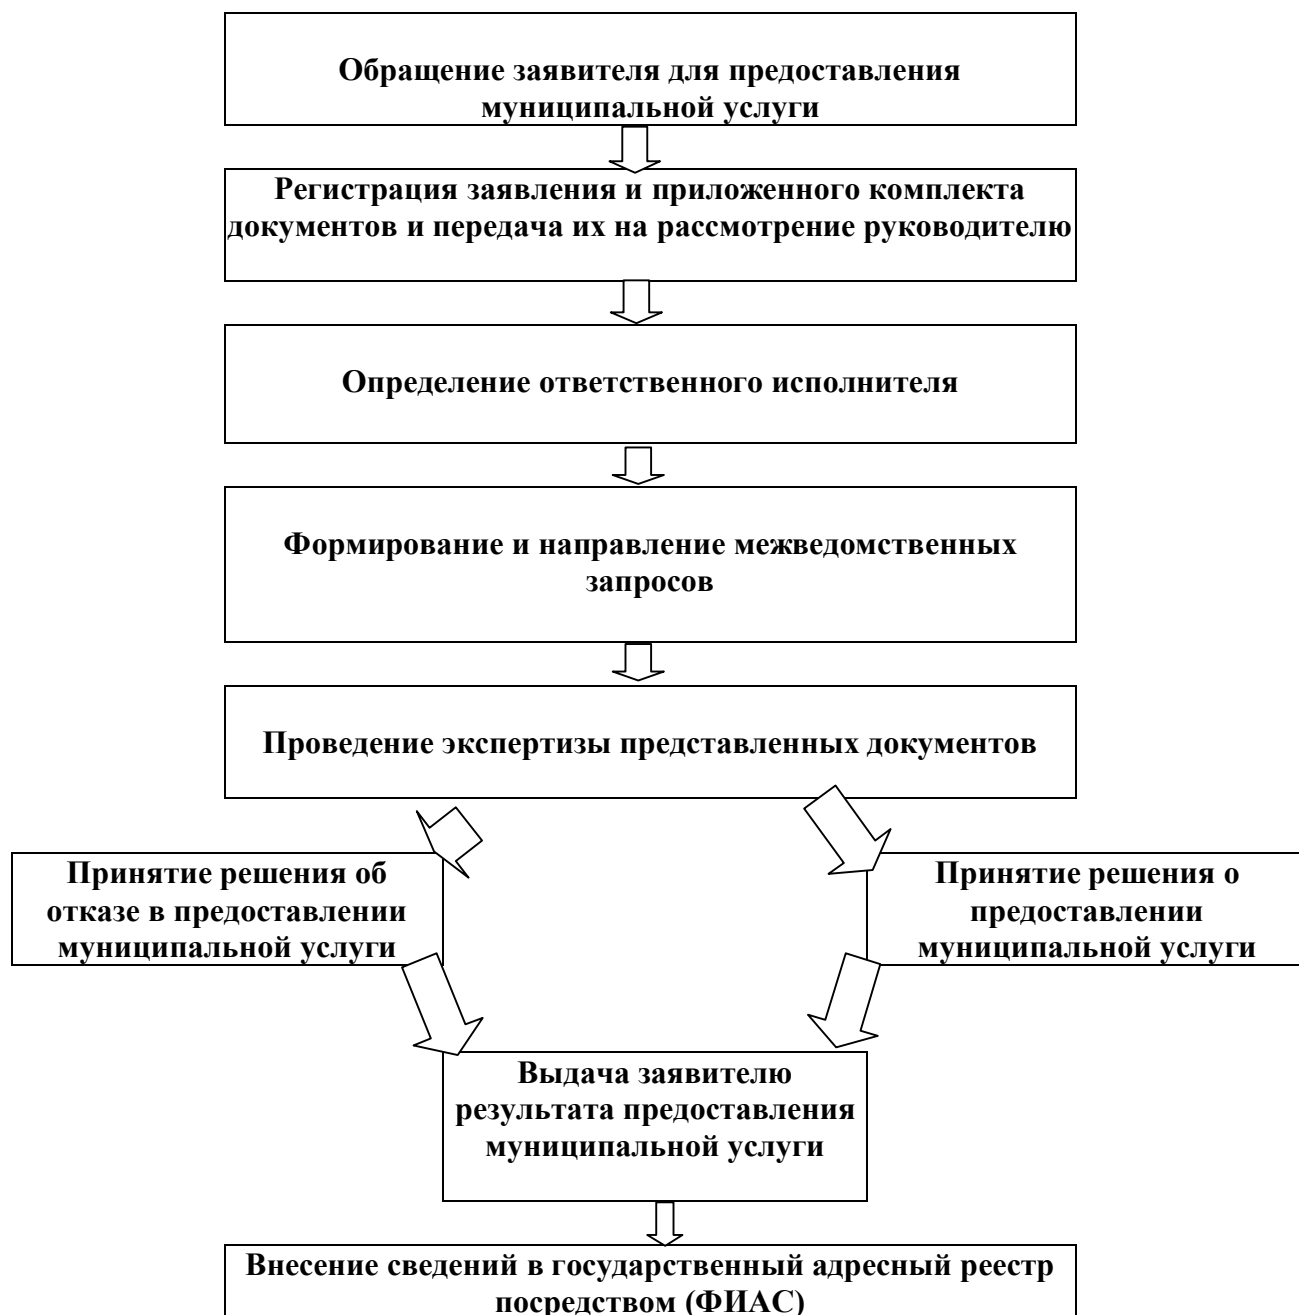 Обращение заявителя для предоставления
муниципальной услуги
Регистрация заявления и приложенного комплекта
документов и передача их на рассмотрение руководителю
Определение ответственного исполнителя
Формирование и направление межведомственных
запросов
Проведение экспертизы представленных документов
Принятие решения об
отказе в предоставлении
муниципальной услуги
Принятие решения о
предоставлении
муниципальной услуги
Выдача заявителю
результата предоставления
муниципальной услуги
Внесение сведений в государственный адресный реестр
посредством (ФИАС)